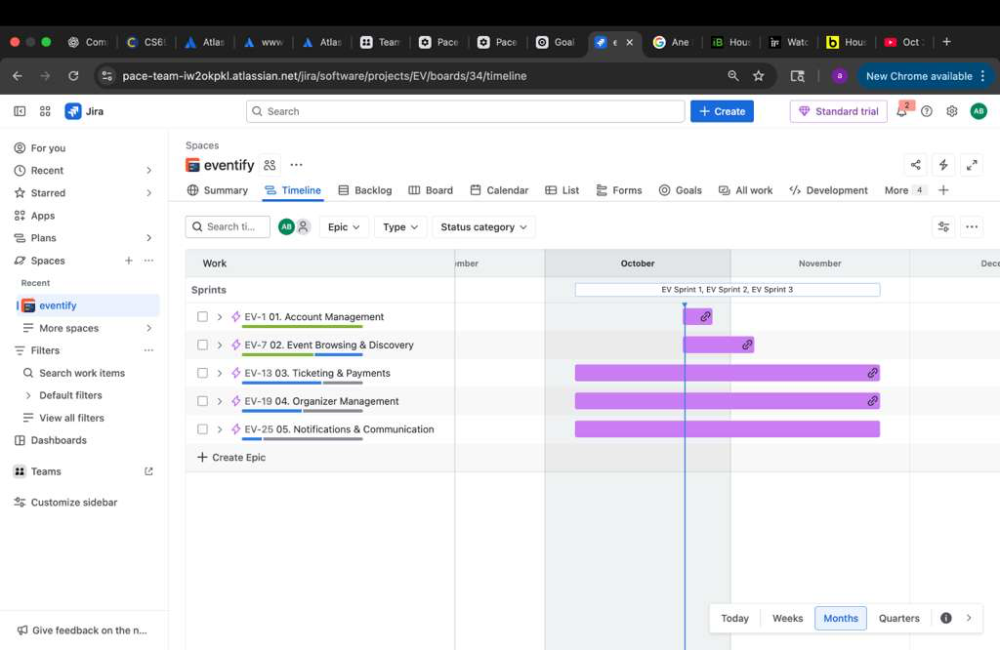 Com
CS6
Atlas
www
Atlas
Team
Pace
Pace
Goal
e
Ane
Hou
Watc
Hous
Oct
pace-team-iw2okpkl.atlassian.net/jira/software/projects/EV/boards/34/timeline
a
New Chrome available
Jira
Search
Create
Standard trial
2
AB
For you
Recent
Starred
Apps
Plans
Spaces
Recent
eventify
More spaces
Filters
Search work items
Default filters
View all filters
Dashboards
Teams
Customize sidebar
Give feedback on the n...
Spaces
eventify
Summary Timeline Backlog Board Calendar List Forms Goals All work Development More 4
Search ti... AB Epic Type Status category
Work mber October November Dece
Sprints EV Sprint 1, EV Sprint 2, EV Sprint 3
EV-1 01. Account Management
EV-7 02. Event Browsing & Discovery
EV-13 03. Ticketing & Payments
EV-19 04. Organizer Management
EV-25 05. Notifications & Communication
Create Epic
Today Weeks Months Quarters